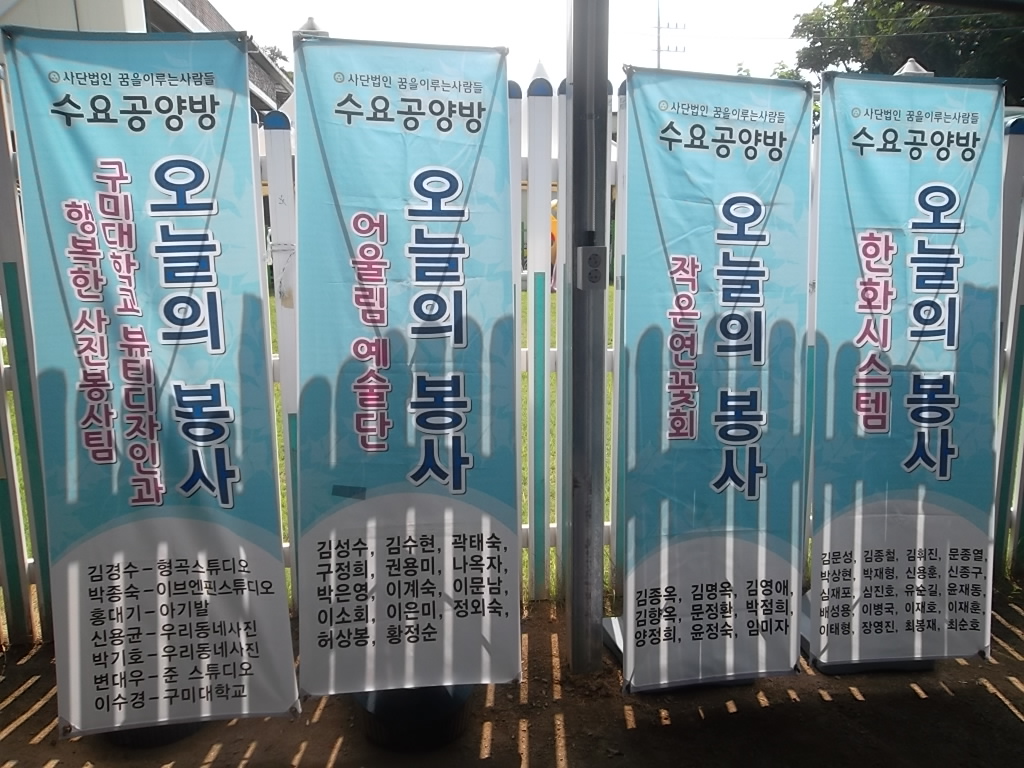 사단법인 꿈을이루는사람들
수요공양방
오늘의 봉사
구미대학교 뷰티디자인과
행복한 사진봉사팀
김경수-형곡스튜디오
박종숙-이브엔핀스튜디오
홍대기-아기발
신용균-우리동네사진
박기호-우리동네사진
변대우-준 스튜디오
이수경-구미대학교
사단법인 꿈을이루는사람들
수요공양방
오늘의 봉사
어울림 예술단
김성수, 김수현, 곽태숙,
구정희, 권용미, 나옥자,
박은영, 이계숙, 이문남,
이소회, 이은미, 정외숙,
허상봉, 황정순
사단법인 꿈을이루는사람들
수요공양방
오늘의 봉사
작은연꽃회
김종옥, 김명옥, 김영애,
김향옥, 문정환, 박점희,
양정희, 윤정숙, 임미자
사단법인 꿈을이루는사람들
수요공양방
오늘의 봉사
한화시스템
김문성, 김종철, 김휘진, 문종열,
박상현, 박재형, 신용훈, 신종구,
심재포, 심진호, 유순길, 윤재동,
배성용, 이병국, 이재호, 이재훈,
이태형, 장영진, 최봉재, 최순호